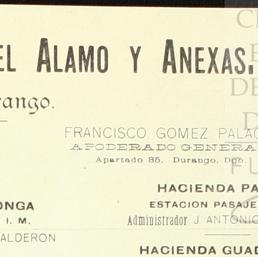 EL ALAMO Y ANEXAS.
rango.
FRANCISCO GOMEZ PALAC
APODERADO GENERA
Apartado 85. Durango, Dgo.
HACIENDA PA
ONGA
ESTACION PASAJE
I. M.
Administrador J ANTONIO
ALDERON
HACIENDA GUAD